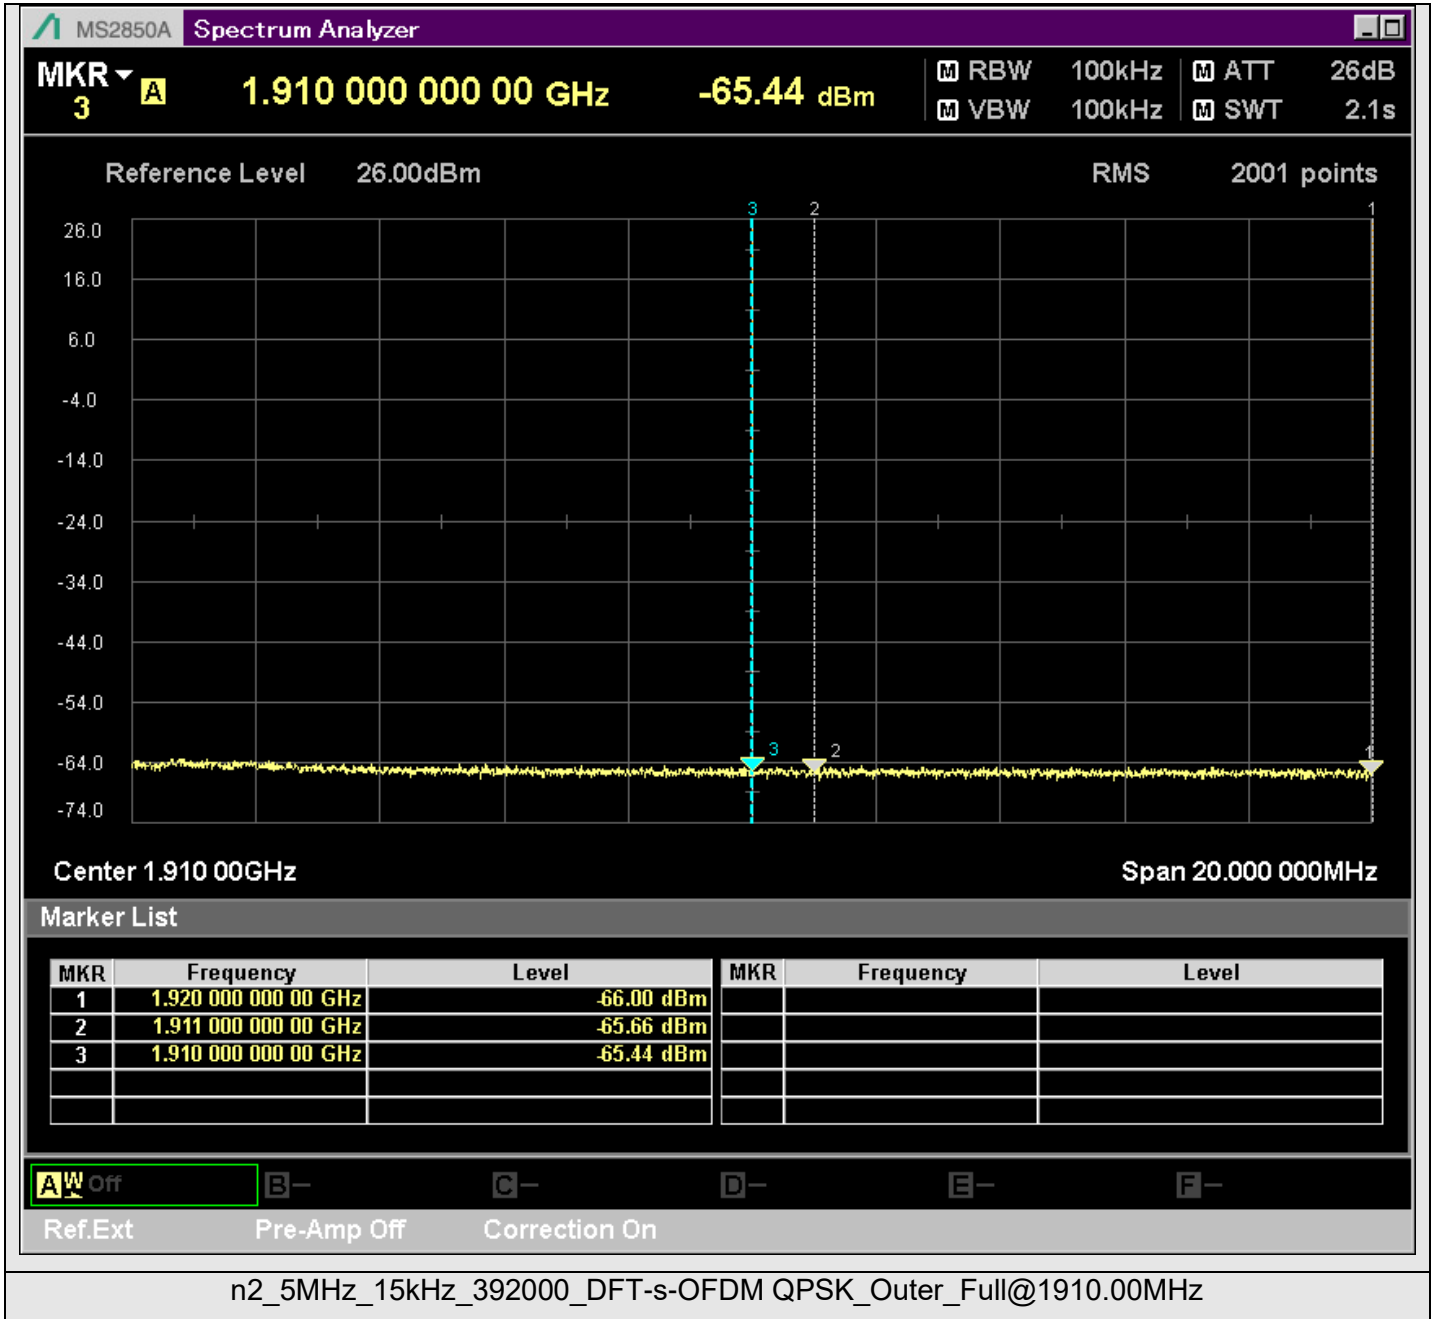 MS2850A Spectrum Analyzer
MKR A 1.910 000 000 00 GHz -65.44 dBm M RBW 100kHz M ATT 26dB
3 M VBW 100kHz M SWT 2.1s
Reference Level 26.00dBm RMS 2001 points
3 2 1
26.0
16.0
6.0
-4.0
-14.0
-24.0
-34.0
-44.0
-54.0
3 2 1
-64.0
-74.0
Center 1.910 00GHz Span 20.000 000MHz
Marker List
MKR Frequency Level MKR Frequency Level
1 1.920 000 000 00 GHz -66.00 dBm
2 1.911 000 000 00 GHz -65.66 dBm
3 1.910 000 000 00 GHz -65.44 dBm
A W Off B – C – D – E – F –
Ref.Ext Pre-Amp Off Correction On
n2_5MHz_15kHz_392000_DFT-s-OFDM QPSK_Outer_Full@1910.00MHz